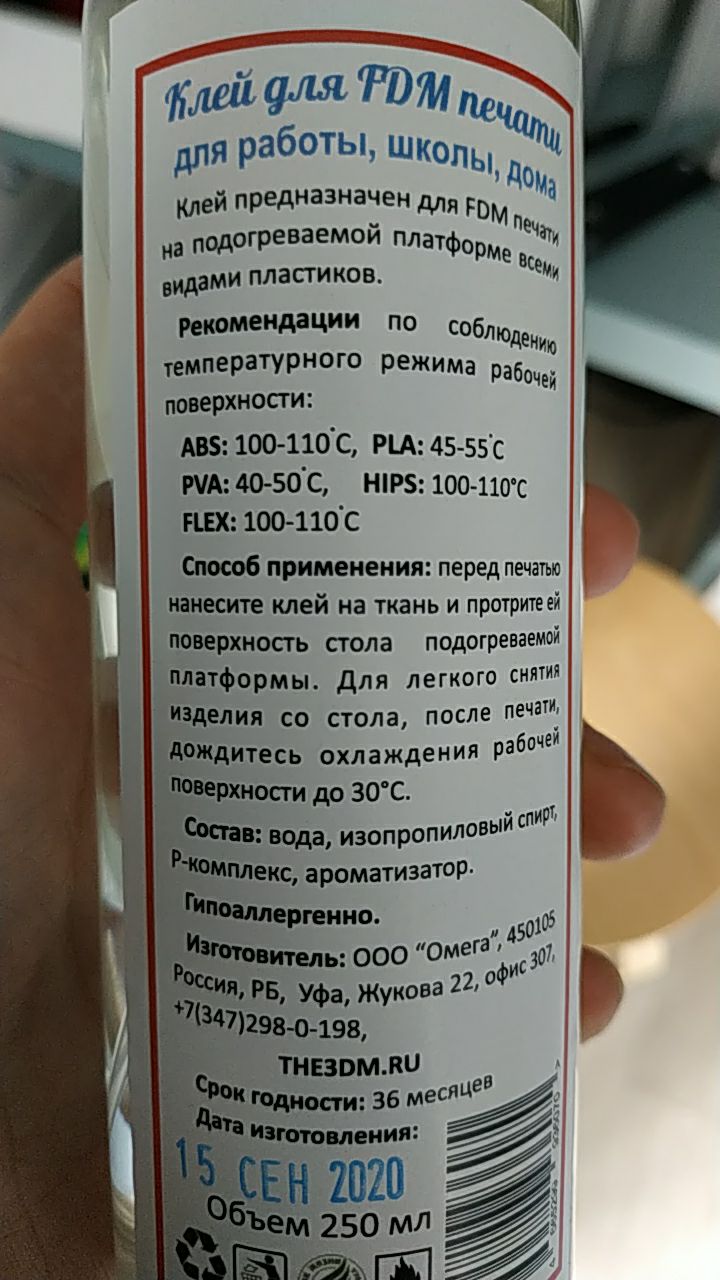 Клей для FDM печати
для работы, школы, дома
Клей предназначен для FDM печати
на подогреваемой платформе всеми
видами пластиков.
Рекомендации по соблюдению
температурного режима рабочей
поверхности:
ABS: 100-110°C, PLA: 45-55°C
PVA: 40-50°C, HIPS: 100-110°C
FLEX: 100-110°C
Способ применения: перед печатью
нанесите клей на ткань и протрите ей
поверхность стола подогреваемой
платформы. Для легкого снятия
изделия со стола, после печати,
дождитесь охлаждения рабочей
поверхности до 30°C.
Состав: вода, изопропиловый спирт,
Р-комплекс, ароматизатор.
Гипоаллергенно.
Изготовитель: ООО "Омега", 450105
Россия, РБ, Уфа, Жукова 22, офис 307,
+7(347)298-0-198,
THE3DM.RU
Срок годности: 36 месяцев
Дата изготовления:
15 СЕН 2020
Объем 250 мл